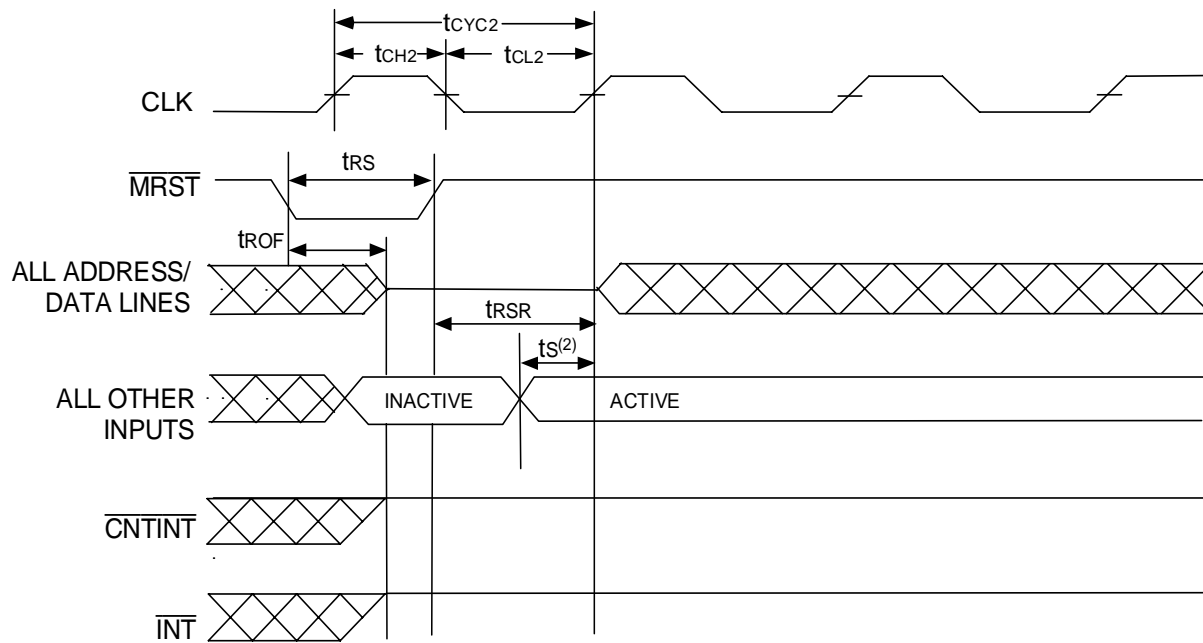 tCYC2
tCH2
tCL2
CLK
tRS
MRST
tROF
ALL ADDRESS/
DATA LINES
tRSR
tS(2)
ALL OTHER
INPUTS
INACTIVE
ACTIVE
CNTINT
INT